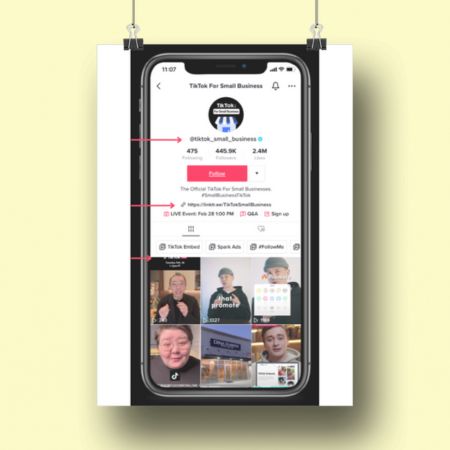 11:07
TikTok For Small Business
TikTok:
For Small Business
@tiktok_small_business
475 445.9K 2.4M
Following Followers Likes
Follow
The Official TikTok For Small Businesses.
#SmallBusinessTikTok
https://linktr.ee/TikTokSmallBusiness
LIVE Event: Feb 28 1:00 PM Q&A Sign up
TikTok Embed Spark Ads #FollowMe
that
promote